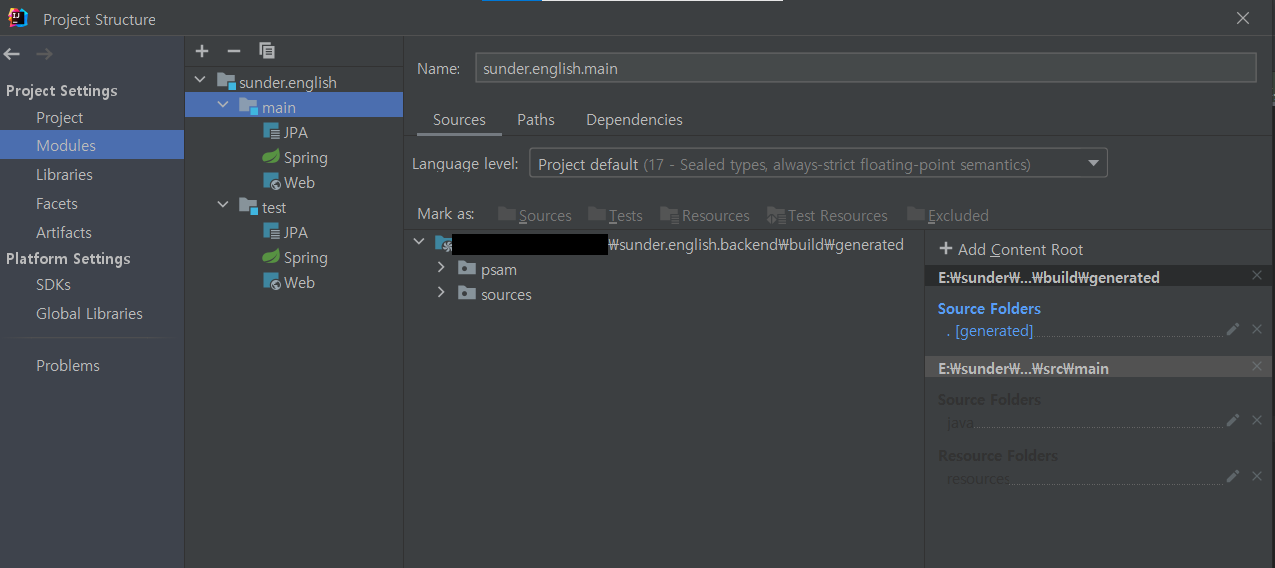 Project Structure
Project Settings
Project
Modules
Libraries
Facets
Artifacts
Platform Settings
SDKs
Global Libraries
Problems
sunder.english
main
JPA
Spring
Web
test
JPA
Spring
Web
Name: sunder.english.main
Sources Paths Dependencies
Language level: Project default (17 - Sealed types, always-strict floating-point semantics)
Mark as: Sources Tests Resources Test Resources Excluded
₩sunder.english.backend₩build₩generated
psam
sources
+ Add Content Root
E:₩sunder₩...₩build₩generated
Source Folders
. [generated]
E:₩sunder₩...₩src₩main
Source Folders
java
Resource Folders
resources